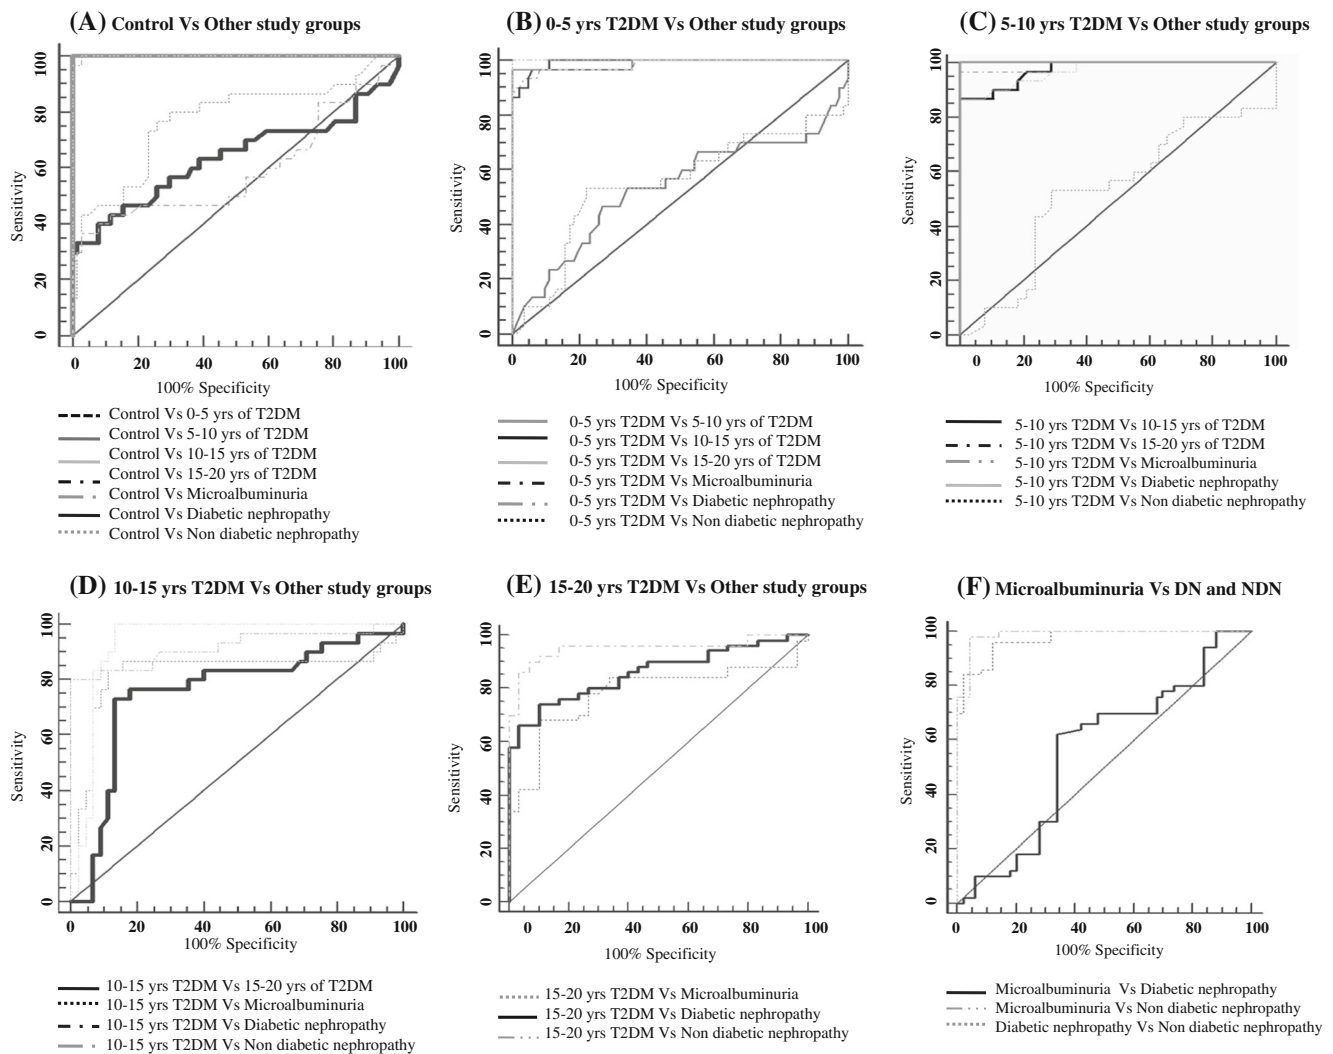 (A) Control Vs Other study groups
Sensitivity
100
80
60
40
20
0
0 20 40 60 80 100
100% Specificity
Control Vs 0-5 yrs of T2DM
Control Vs 5-10 yrs of T2DM
Control Vs 10-15 yrs of T2DM
Control Vs 15-20 yrs of T2DM
Control Vs Microalbuminuria
Control Vs Diabetic nephropathy
Control Vs Non diabetic nephropathy
(B) 0-5 yrs T2DM Vs Other study groups
Sensitivity
100
80
60
40
20
0
0 20 40 60 80 100
100% Specificity
0-5 yrs T2DM Vs 5-10 yrs of T2DM
0-5 yrs T2DM Vs 10-15 yrs of T2DM
0-5 yrs T2DM Vs 15-20 yrs of T2DM
0-5 yrs T2DM Vs Microalbuminuria
0-5 yrs T2DM Vs Diabetic nephropathy
0-5 yrs T2DM Vs Non diabetic nephropathy
(C) 5-10 yrs T2DM Vs Other study groups
Sensitivity
100
80
60
40
20
0
0 20 40 60 80 100
100% Specificity
5-10 yrs T2DM Vs 10-15 yrs of T2DM
5-10 yrs T2DM Vs 15-20 yrs of T2DM
5-10 yrs T2DM Vs Microalbuminuria
5-10 yrs T2DM Vs Diabetic nephropathy
5-10 yrs T2DM Vs Non diabetic nephropathy
(D) 10-15 yrs T2DM Vs Other study groups
Sensitivity
100
80
60
40
20
0
0 20 40 60 80 100
100% Specificity
10-15 yrs T2DM Vs 15-20 yrs of T2DM
10-15 yrs T2DM Vs Microalbuminuria
10-15 yrs T2DM Vs Diabetic nephropathy
10-15 yrs T2DM Vs Non diabetic nephropathy
(E) 15-20 yrs T2DM Vs Other study groups
Sensitivity
100
80
60
40
20
0
0 20 40 60 80 100
100% Specificity
15-20 yrs T2DM Vs Microalbuminuria
15-20 yrs T2DM Vs Diabetic nephropathy
15-20 yrs T2DM Vs Non diabetic nephropathy
(F) Microalbuminuria Vs DN and NDN
Sensitivity
100
80
60
40
20
0
0 20 40 60 80 100
100% Specificity
Microalbuminuria Vs Diabetic nephropathy
Microalbuminuria Vs Non diabetic nephropathy
Diabetic nephropathy Vs Non diabetic nephropathy